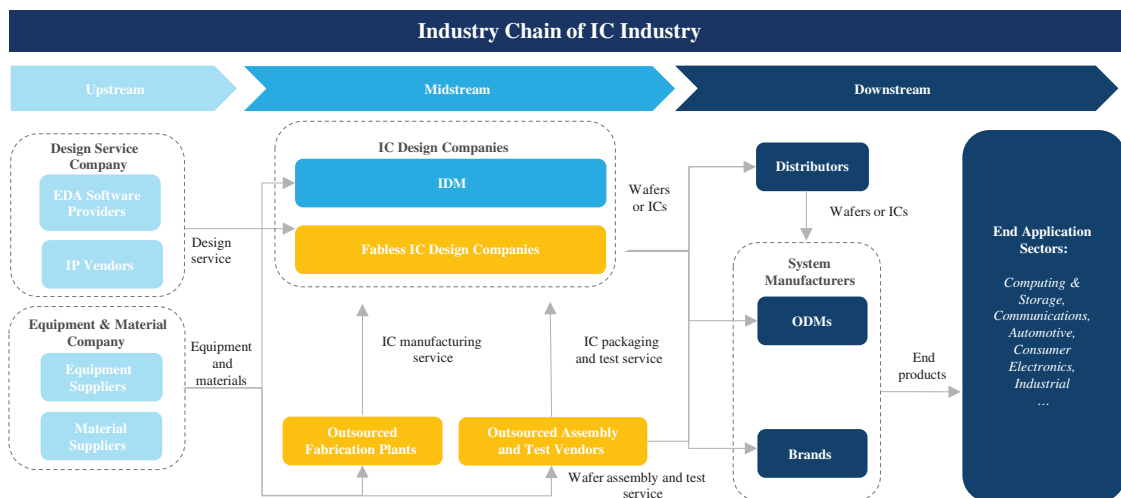 Industry Chain of IC Industry
Upstream
Midstream
Downstream
Design Service
Company
EDA Software
Providers
IP Vendors
Design
service
Equipment & Material
Company
Equipment
Suppliers
Material
Suppliers
Equipment
and
materials
IC Design Companies
IDM
Fabless IC Design Companies
IC manufacturing
service
IC packaging
and test service
Outsourced
Fabrication Plants
Outsourced Assembly
and Test Vendors
Wafer assembly and test
service
Wafers
or ICs
Distributors
Wafers or ICs
System
Manufacturers
ODMs
Brands
End
products
End Application
Sectors:
Computing &
Storage,
Communications,
Automotive,
Consumer
Electronics,
Industrial
…